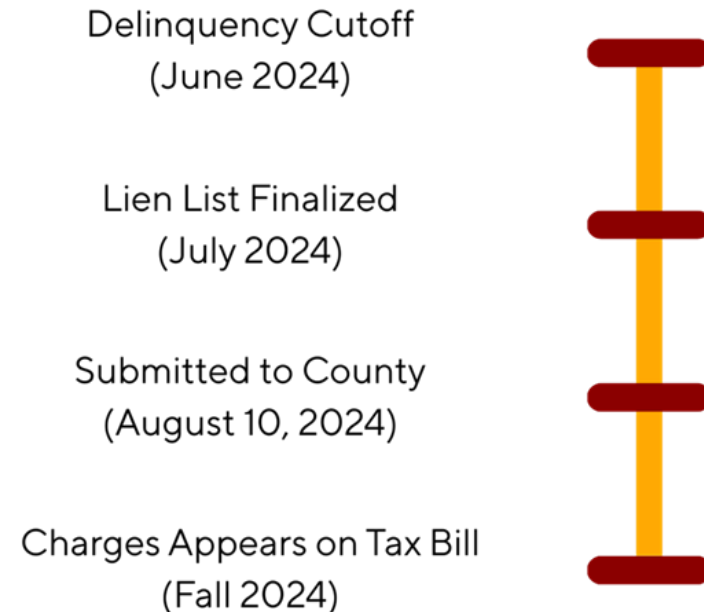 Delinquency Cutoff
(June 2024)
Lien List Finalized
(July 2024)
Submitted to County
(August 10, 2024)
Charges Appears on Tax Bill
(Fall 2024)